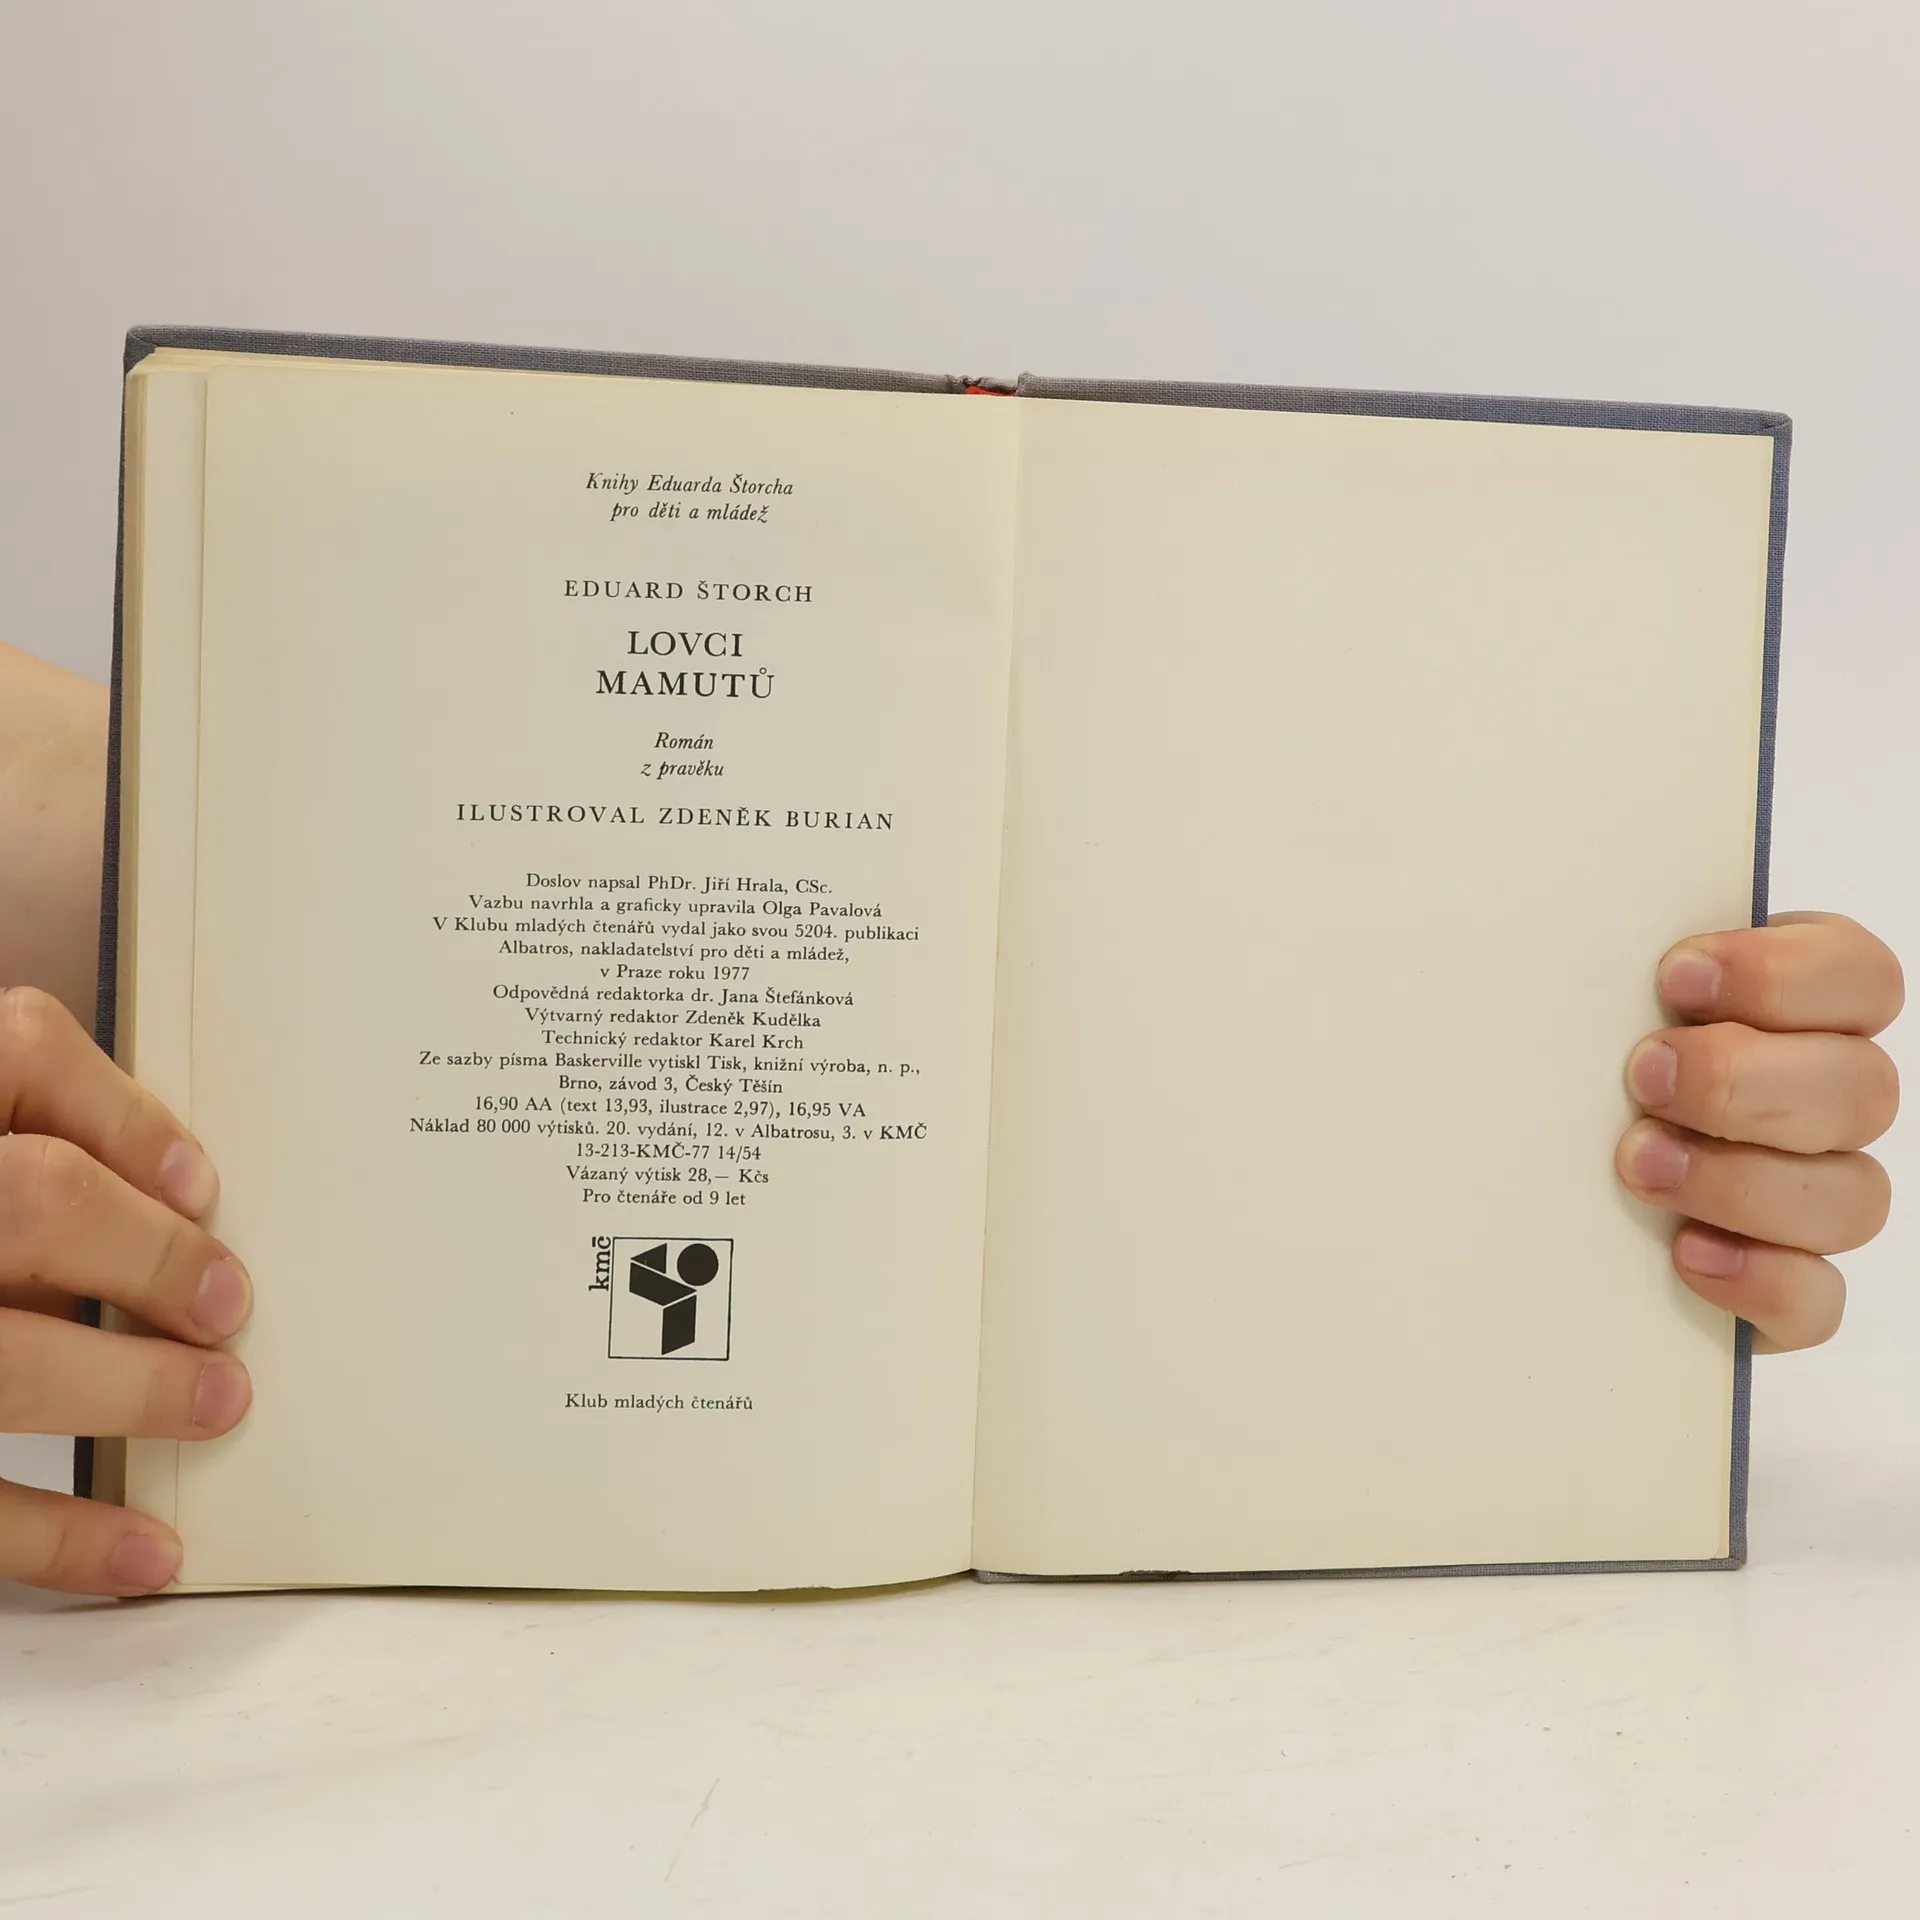 Knihy Eduarda Štorcha
pro děti a mládež
EDUARD ŠTORCH
LOVCI
MAMUTŮ
Román
z pravěku
ILUSTROVAL ZDENĚK BURIAN
Doslov napsal PhDr. Jiří Hrala, CSc.
Vazbu navrhla a graficky upravila Olga Pavalová
V Klubu mladých čtenářů vydal jako svou 5204. publikaci
Albatros, nakladatelství pro děti a mládež,
v Praze roku 1977
Odpovědná redaktorka dr. Jana Štefánková
Výtvarný redaktor Zdeněk Kudělka
Technický redaktor Karel Krch
Ze sazby písma Baskerville vytiskl Tisk, knižní výroba, n. p.,
Brno, závod 3, Český Těšín
16,90 AA (text 13,93, ilustrace 2,97), 16,95 VA
Náklad 80 000 výtisků. 20. vydání, 12. v Albatrosu, 3. v KMČ
13-213-KMČ-77 14/54
Vázaný výtisk 28,— Kčs
Pro čtenáře od 9 let
kmč
Klub mladých čtenářů